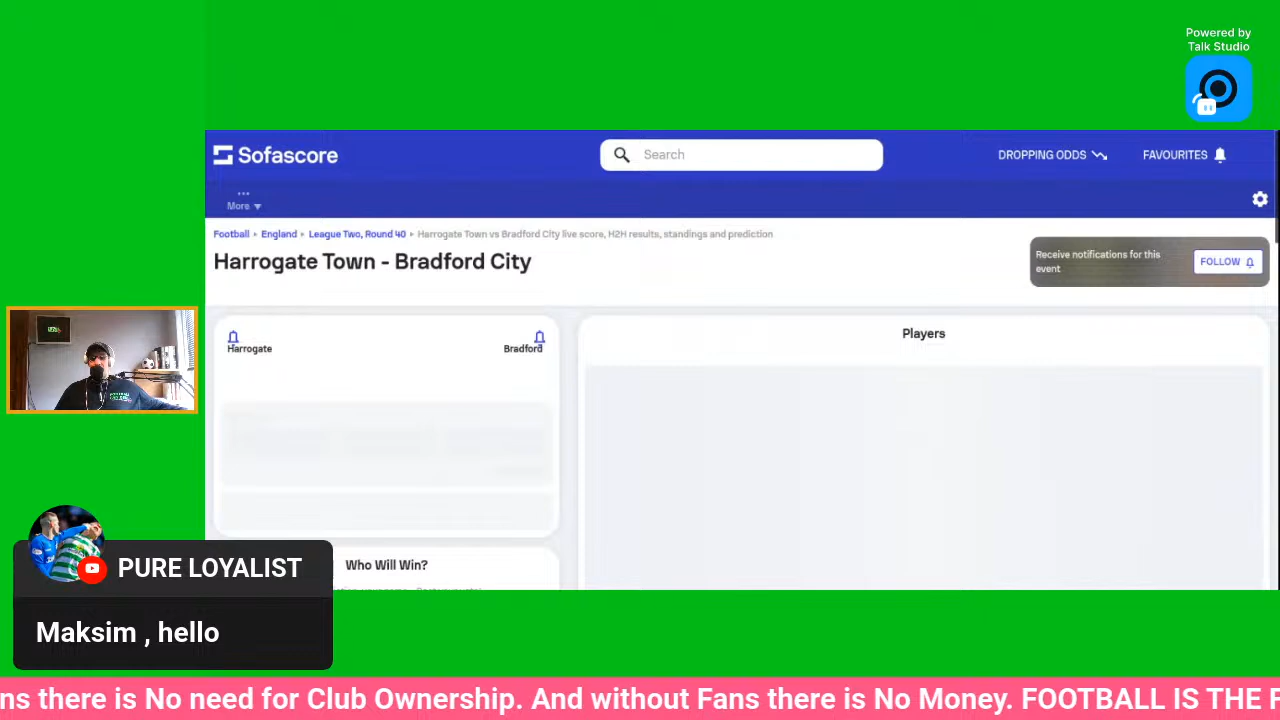 Powered by
Talk Studio
Sofascore
Search
DROPPING ODDS
FAVOURITES
...
More
Football
England
League Two, Round 40
Harrogate Town vs Bradford City live score, H2H results, standings and prediction
Harrogate Town - Bradford City
Receive notifications for this
event
FOLLOW
Harrogate
Bradford
Players
Who Will Win?
PURE LOYALIST
Maksim , hello
ns there is No need for Club Ownership. And without Fans there is No Money. FOOTBALL IS THE F